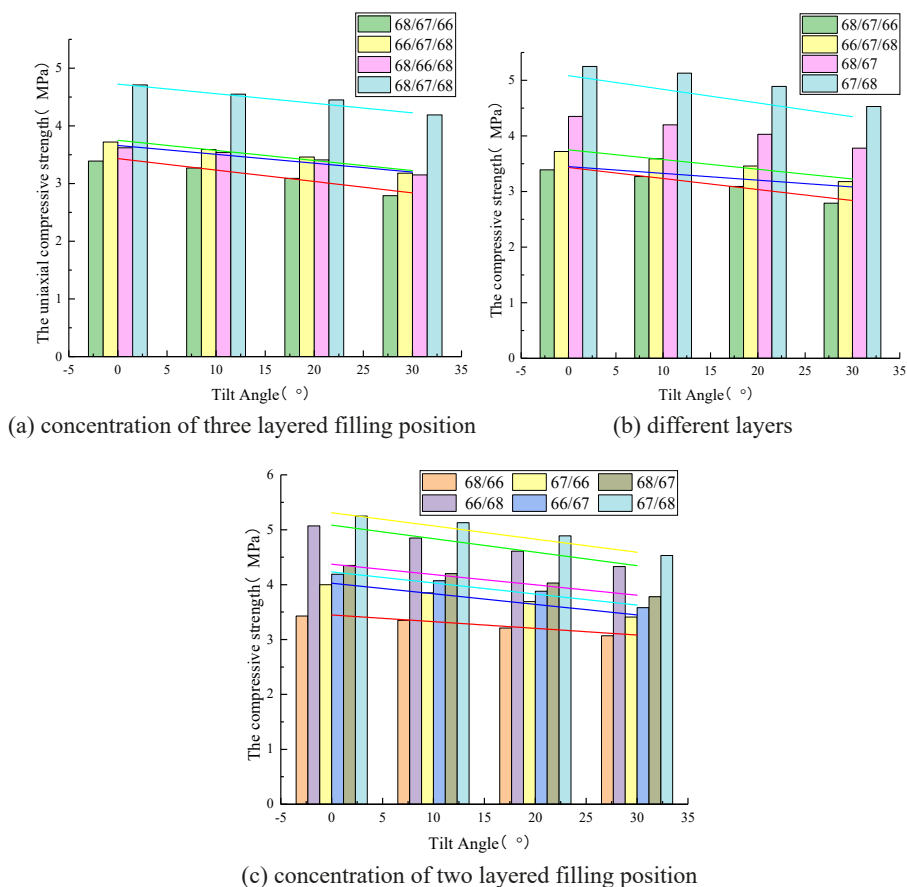 68/67/66
66/67/68
68/66/68
68/67/68
The uniaxial compressive strength( MPa)
5
4
3
2
1
0
-5 0 5 10 15 20 25 30 35
Tilt Angle( °)
(a) concentration of three layered filling position
68/67/66
66/67/68
68/67
67/68
The compressive strength( MPa)
5
4
3
2
1
0
-5 0 5 10 15 20 25 30 35
Tilt Angle( °)
(b) different layers
68/66 67/66 68/67
66/68 66/67 67/68
The compressive strength( MPa)
6
5
4
3
2
1
0
-5 0 5 10 15 20 25 30 35
Tilt Angle( °)
(c) concentration of two layered filling position